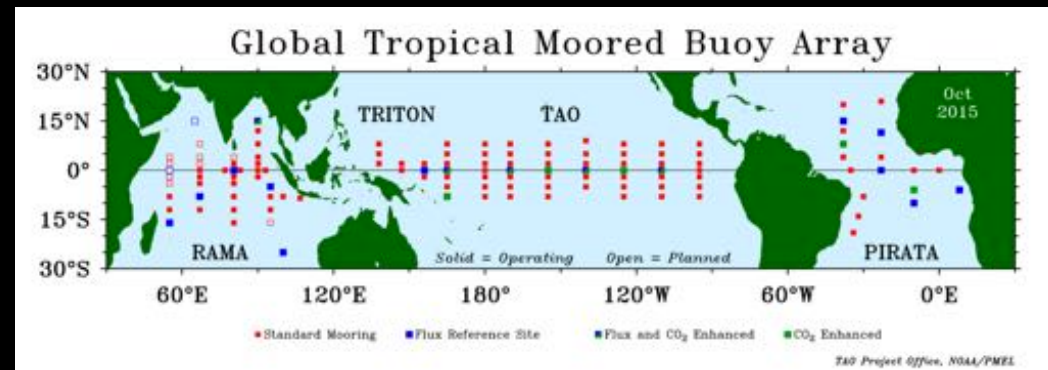 Global Tropical Moored Buoy Array
30°N
15°N
0°
15°S
30°S
TRITON
TAO
Oct
2015
RAMA
Solid = Operating Open = Planned
PIRATA
60°E 120°E 180° 120°W 60°W 0°E
Standard Mooring Flux Reference Site Flux and CO₂ Enhanced CO₂ Enhanced
TAO Project Office, NOAA/PMEL